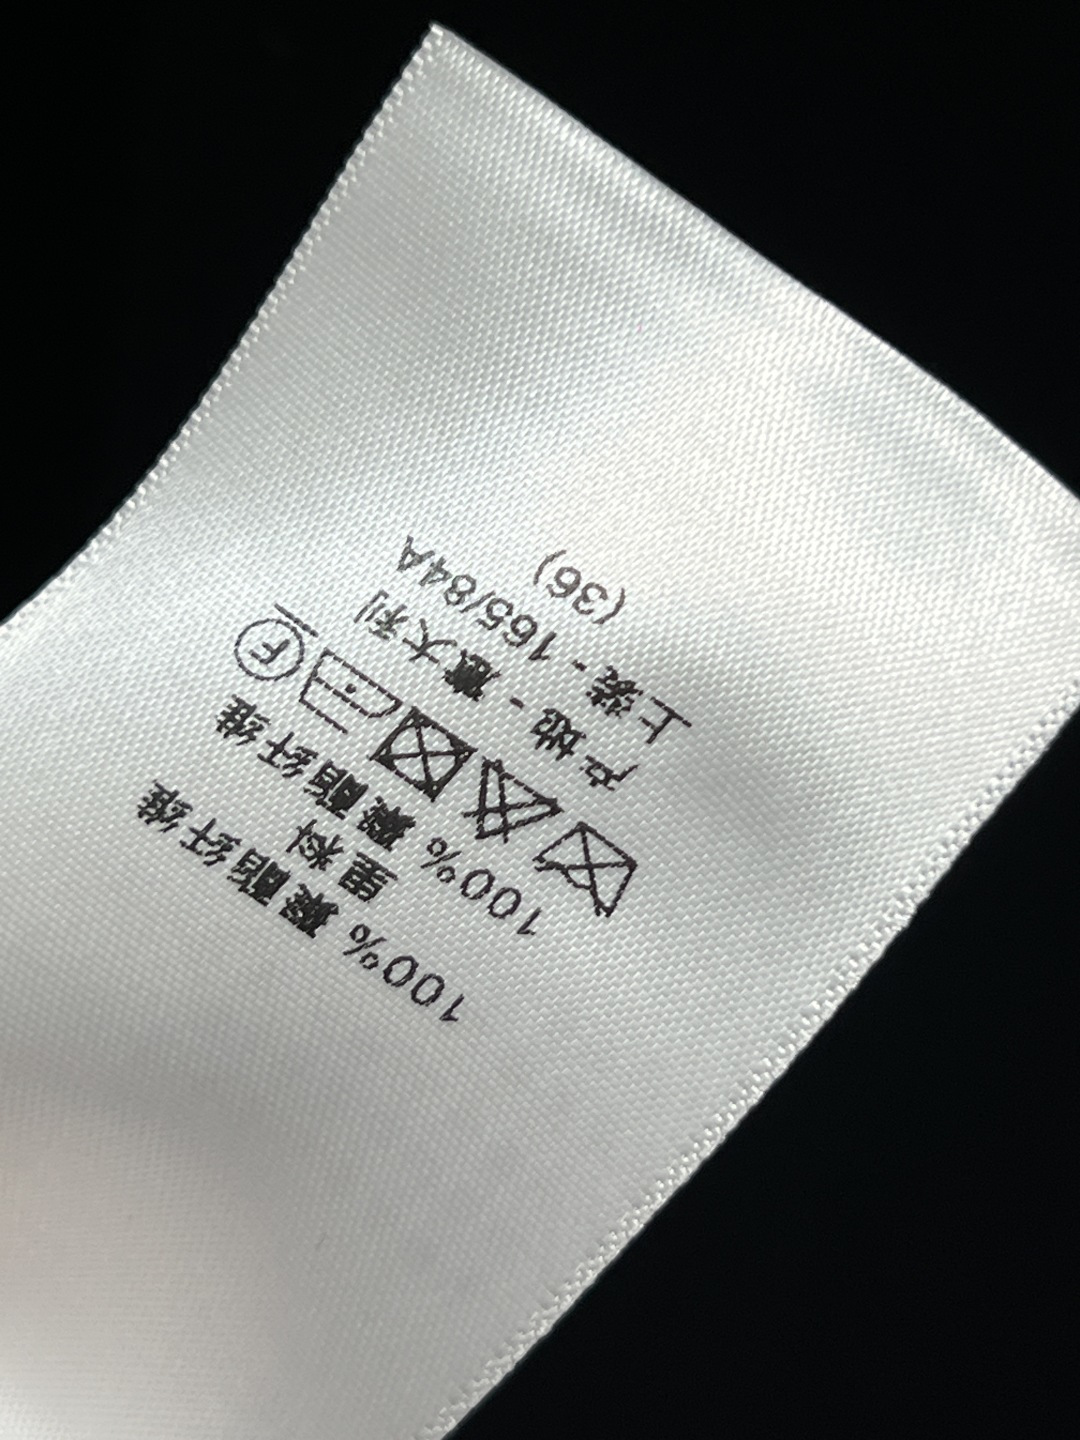 100% 聚酯纤维
里料
100% 聚酯纤维
F
产地 - 意大利
上装 - 165/84A
(36)